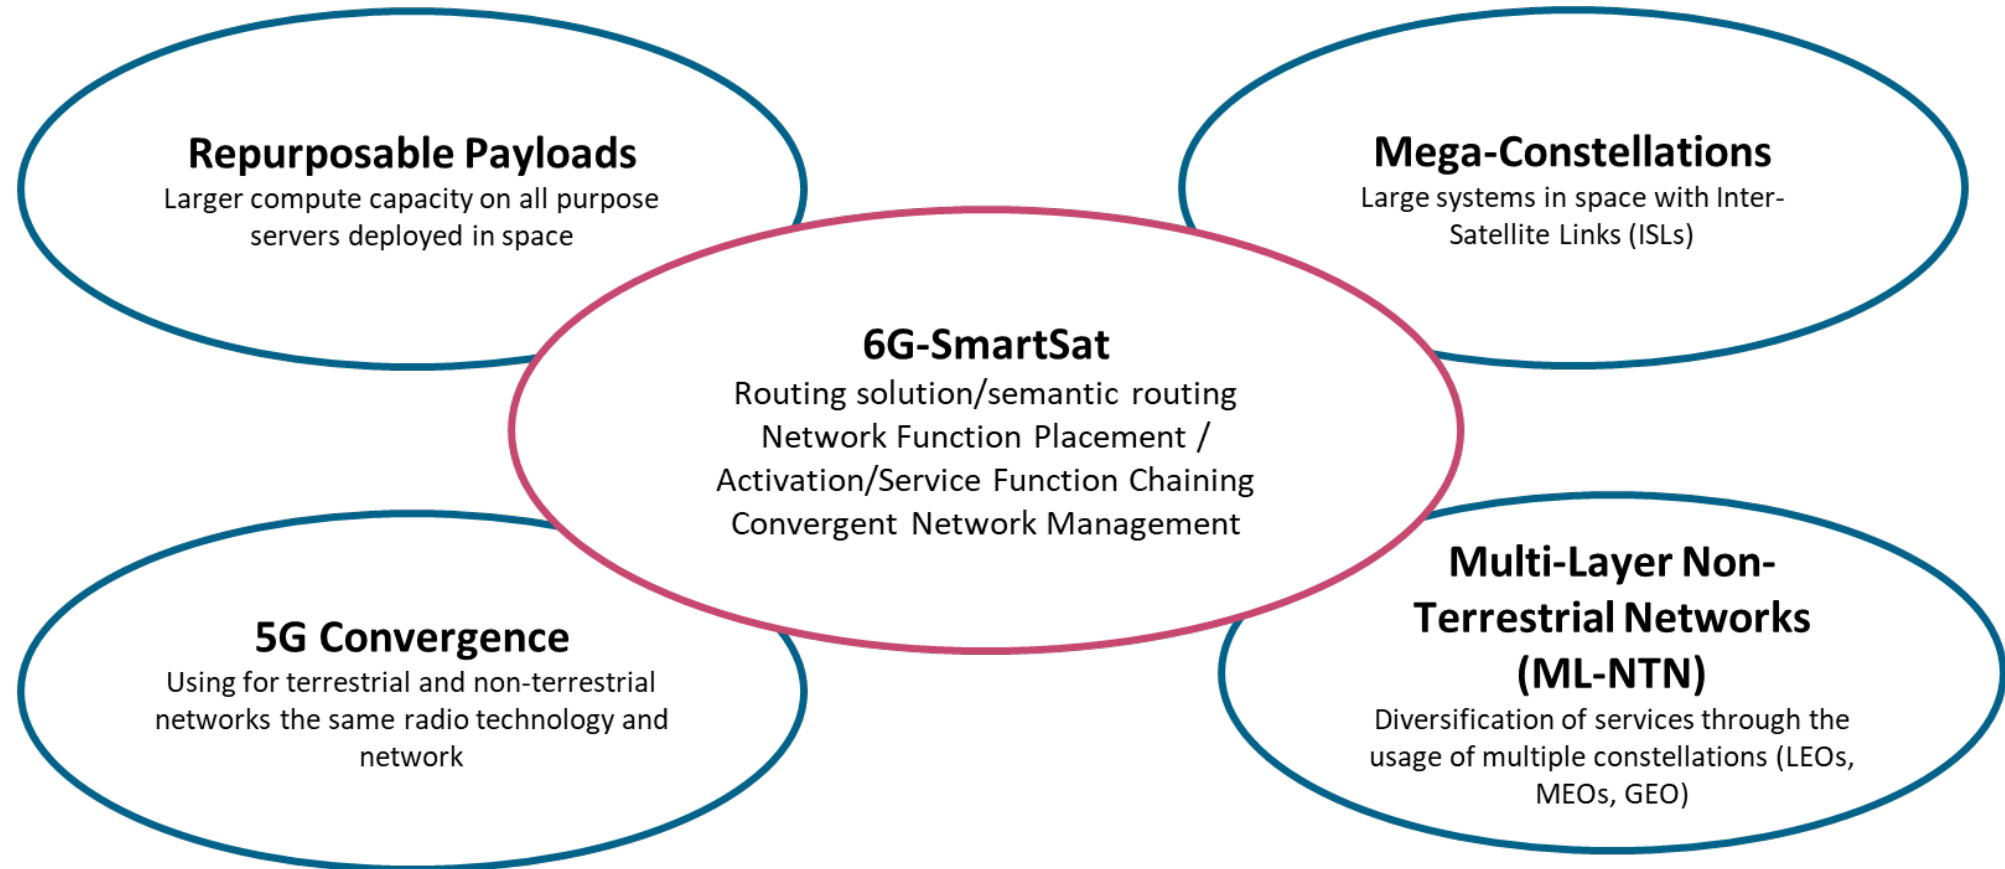 Repurposable Payloads
Larger compute capacity on all purpose
servers deployed in space
Mega-Constellations
Large systems in space with Inter-
Satellite Links (ISLs)
6G-SmartSat
Routing solution/semantic routing
Network Function Placement /
Activation/Service Function Chaining
Convergent Network Management
5G Convergence
Using for terrestrial and non-terrestrial
networks the same radio technology and
network
Multi-Layer Non-
Terrestrial Networks
(ML-NTN)
Diversification of services through the
usage of multiple constellations (LEOs,
MEOs, GEO)